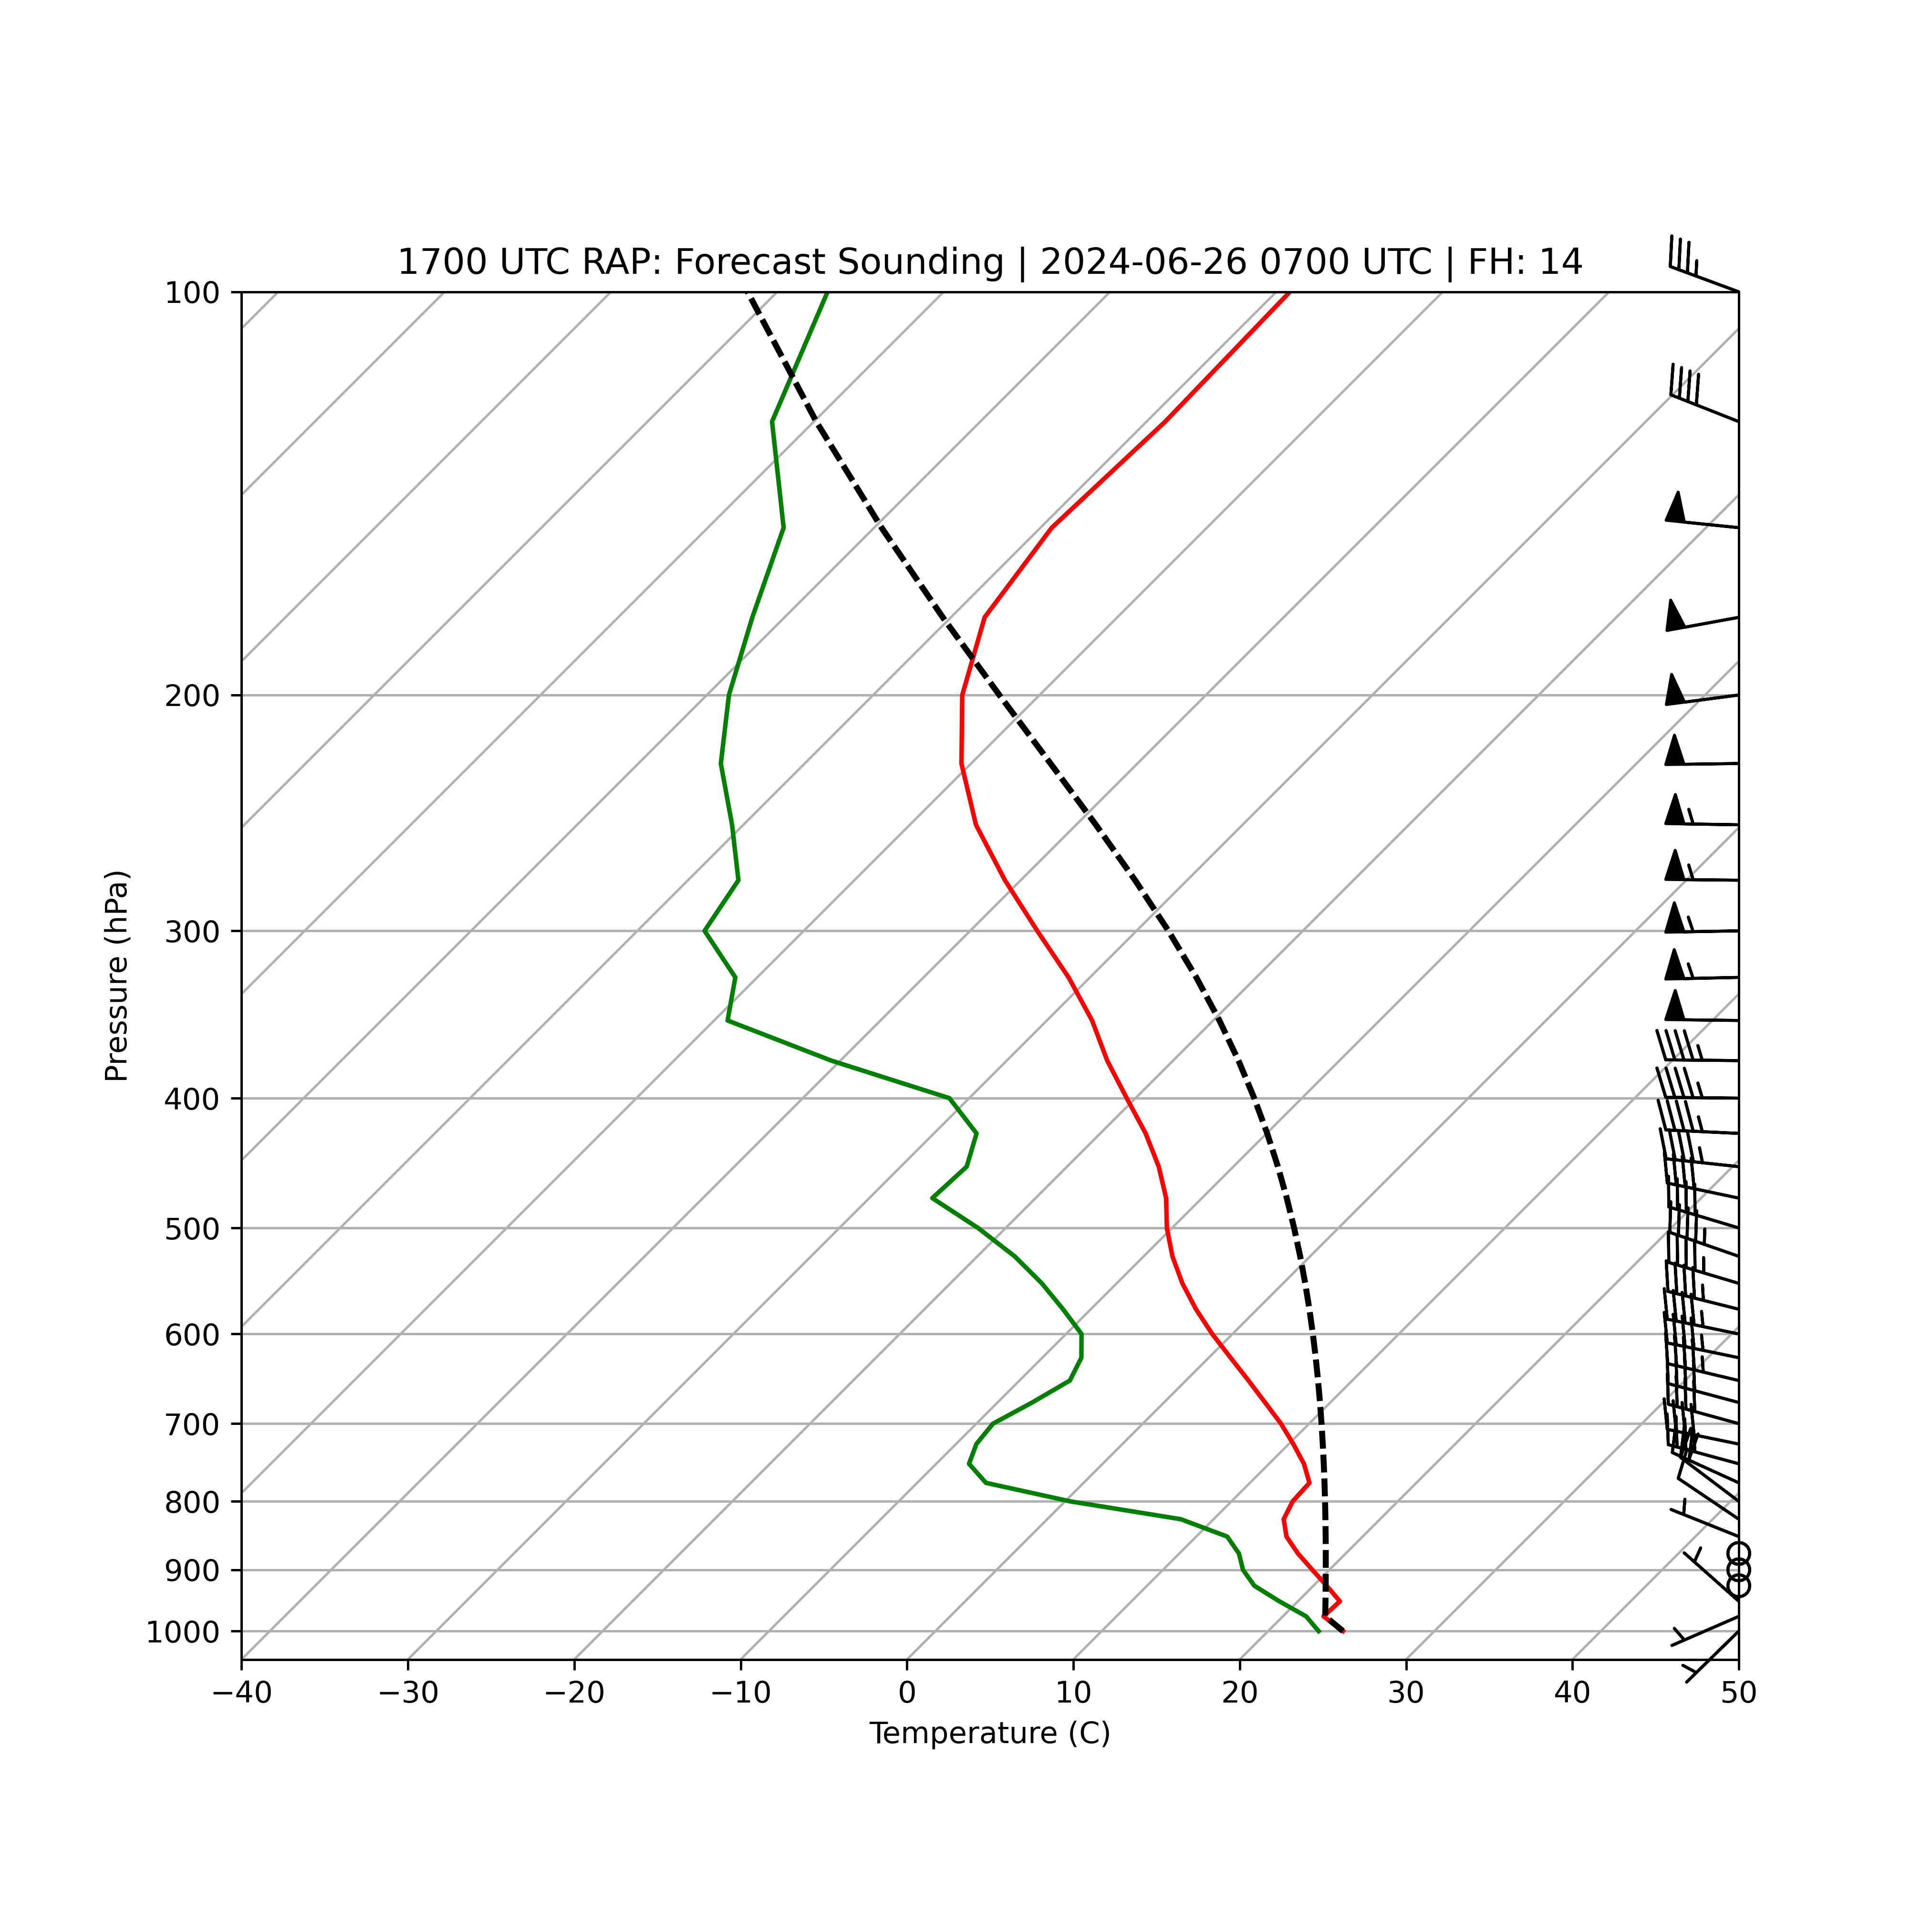 1700 UTC RAP: Forecast Sounding | 2024-06-26 0700 UTC | FH: 14
100
200
300
400
500
600
700
800
900
1000
Pressure (hPa)
−40 −30 −20 −10 0 10 20 30 40 50
Temperature (C)